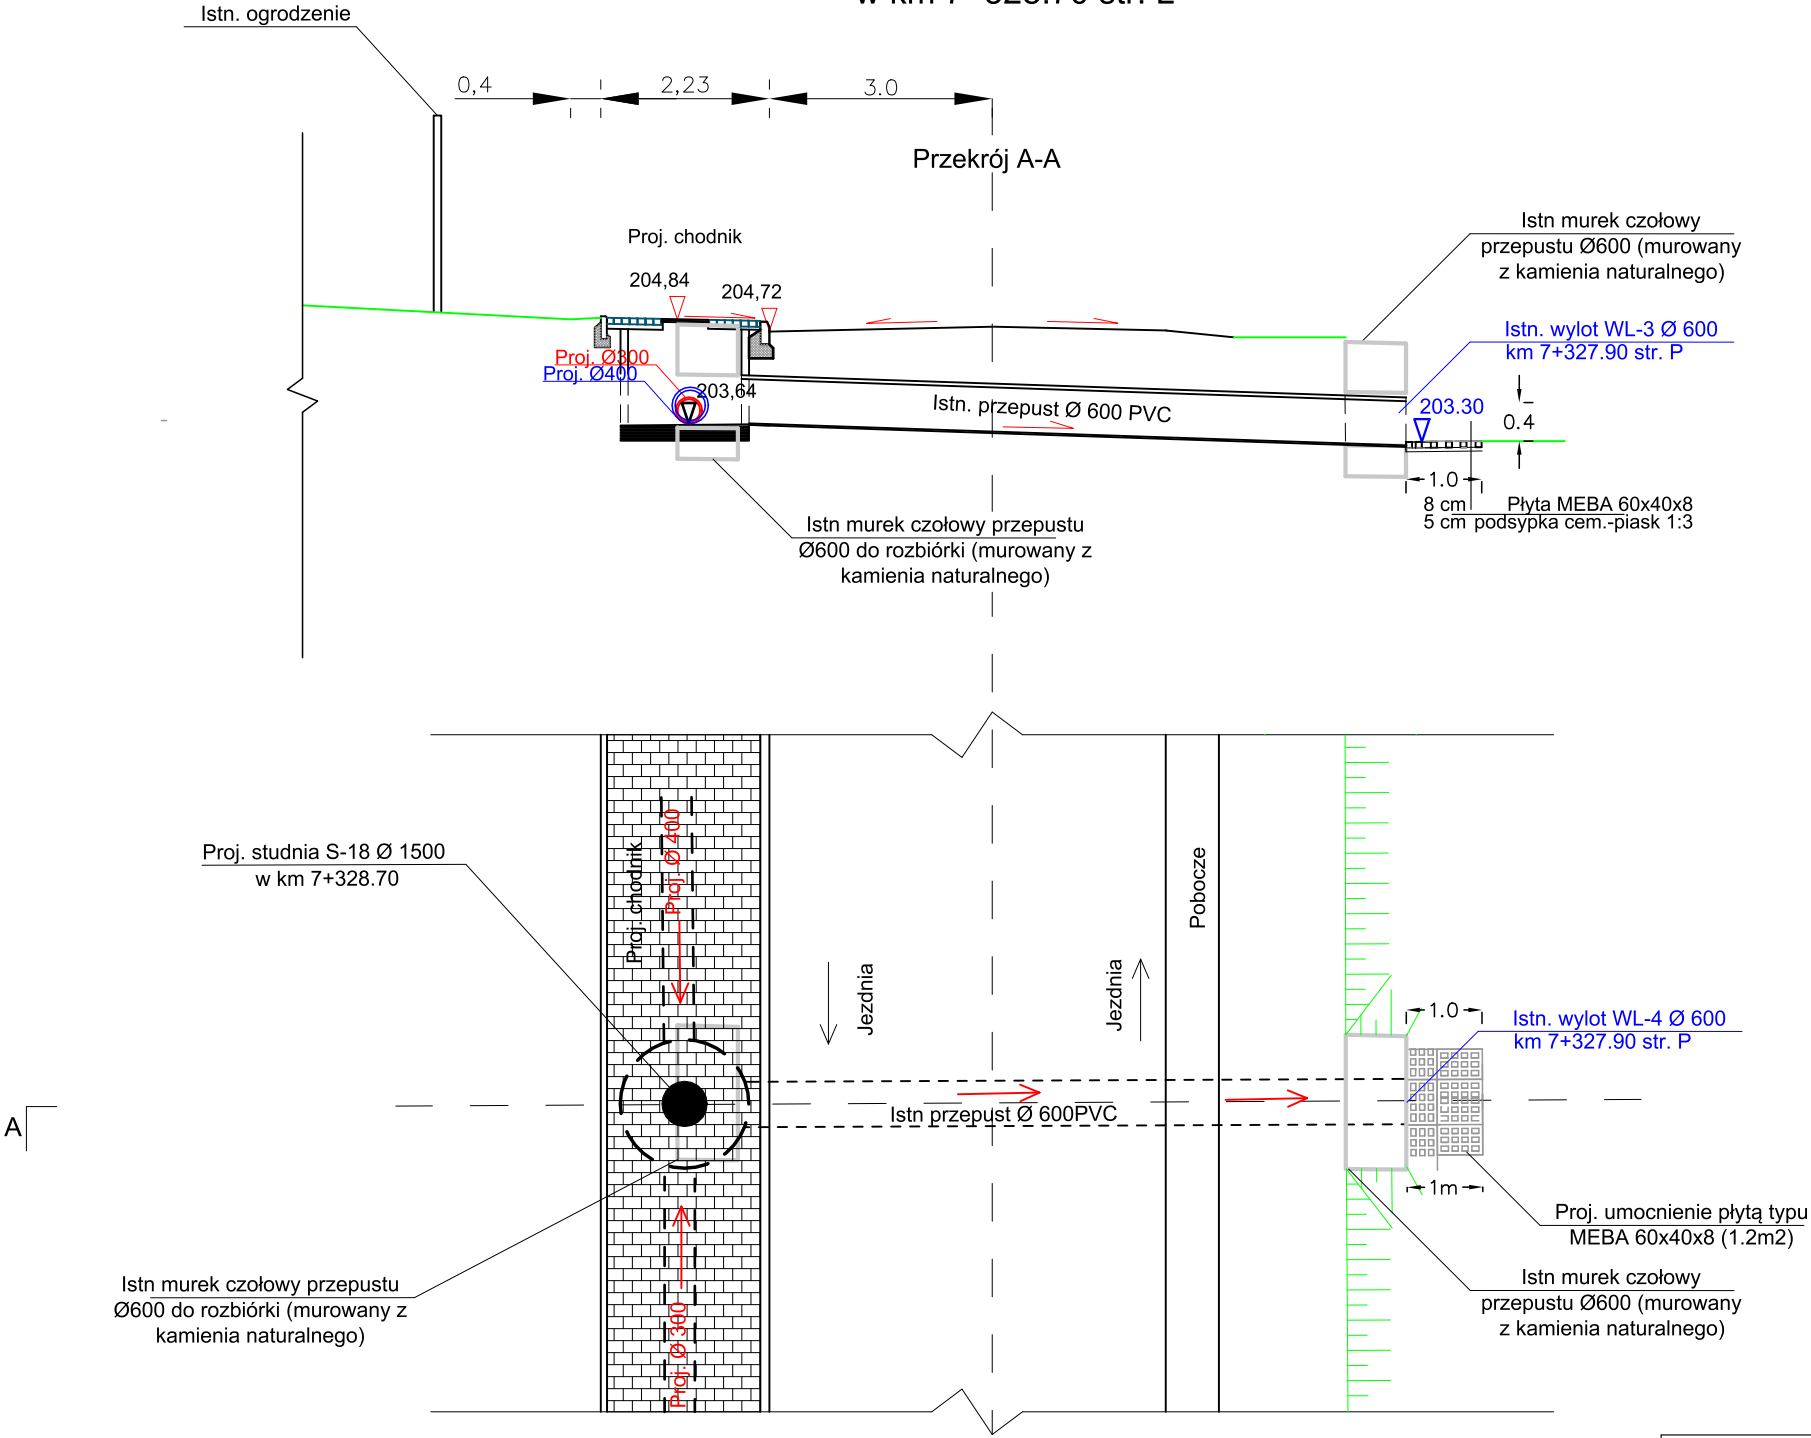 Istn. ogrodzenie
0,4
2,23
3.0
Przekrój A-A
Proj. chodnik
204,84
204,72
Istn murek czołowy
przepustu Ø600 (murowany
z kamienia naturalnego)
Istn. wylot WL-3 Ø 600
km 7+327.90 str. P
Proj. Ø300
Proj. Ø400
203,64
Istn. przepust Ø 600 PVC
203.30
0.4
1.0
8 cm Płyta MEBA 60x40x8
5 cm podsypka cem.-piask 1:3
Istn murek czołowy przepustu
Ø600 do rozbiórki (murowany z
kamienia naturalnego)
Proj. studnia S-18 Ø 1500
w km 7+328.70
Proj. chodnik
Proj. Ø 400
Jezdnia
Jezdnia
Pobocze
1.0
Istn. wylot WL-4 Ø 600
km 7+327.90 str. P
Istn przepust Ø 600PVC
A
1m
Proj. umocnienie płytą typu
MEBA 60x40x8 (1.2m2)
Istn murek czołowy
przepustu Ø600 (murowany
z kamienia naturalnego)
Istn murek czołowy przepustu
Ø600 do rozbiórki (murowany z
kamienia naturalnego)
Proj. Ø 300